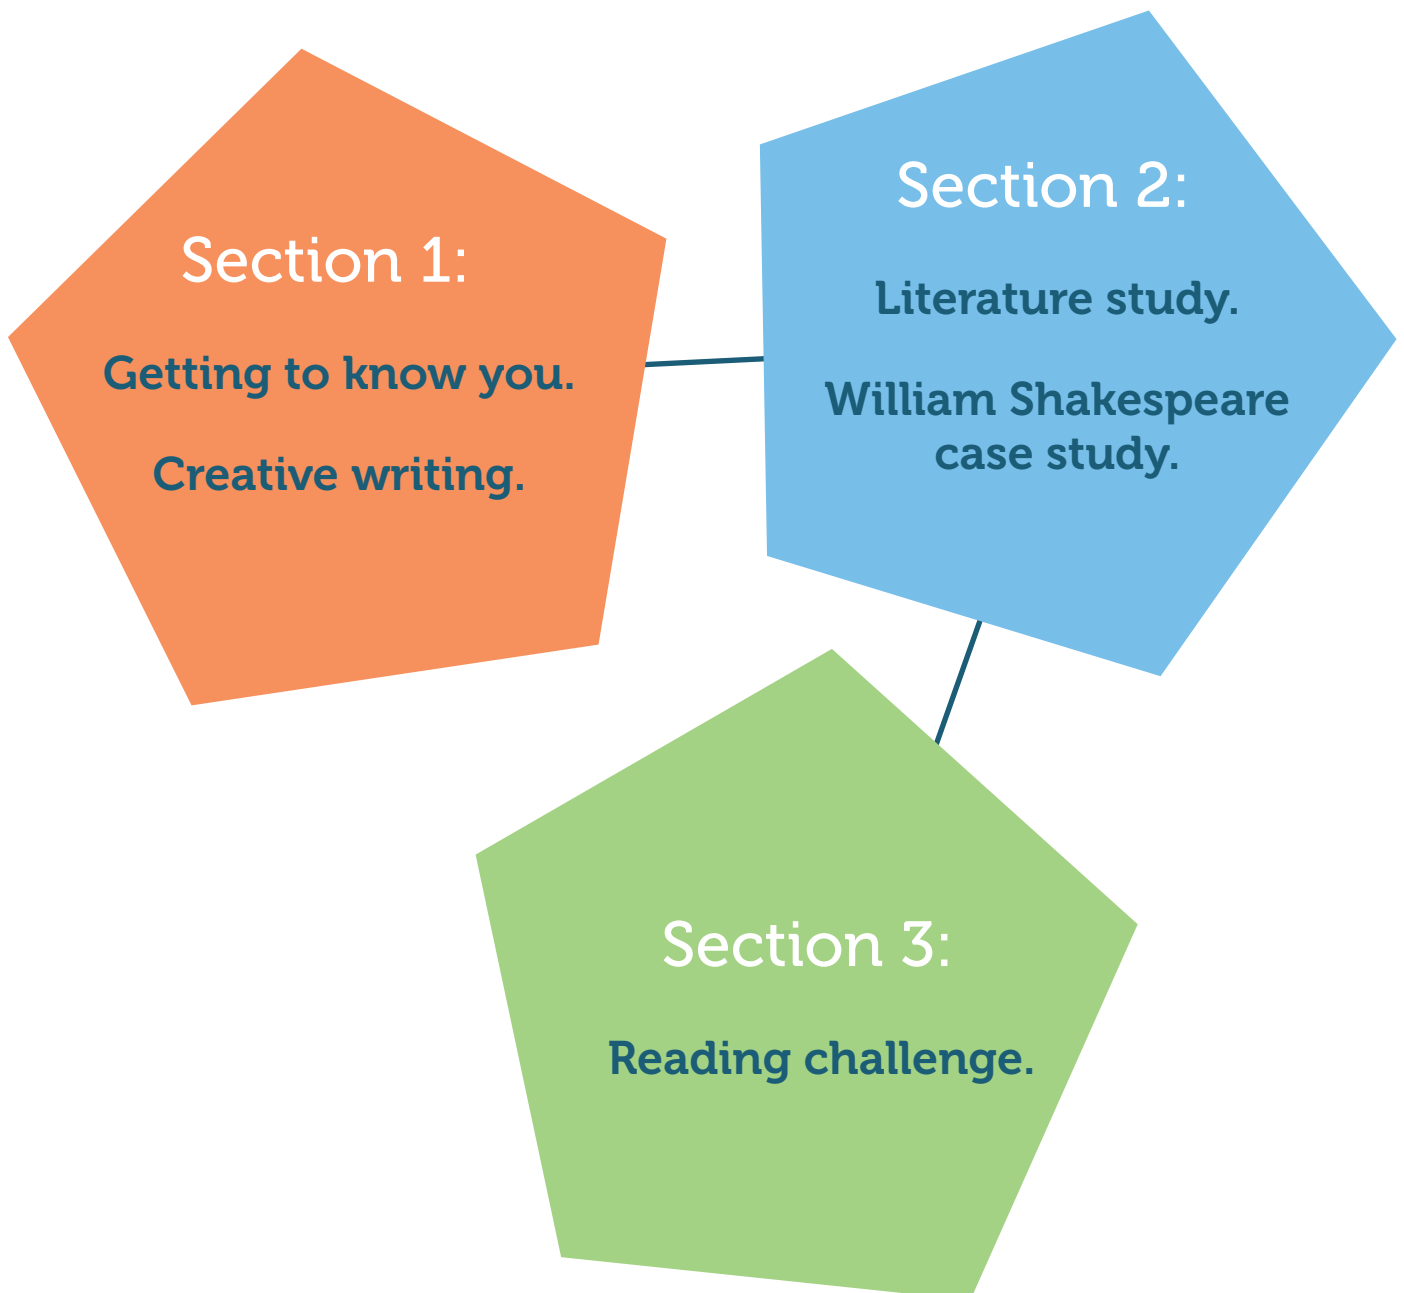 Section 1:
Getting to know you.
Creative writing.
Section 2:
Literature study.
William Shakespeare
case study.
Section 3:
Reading challenge.